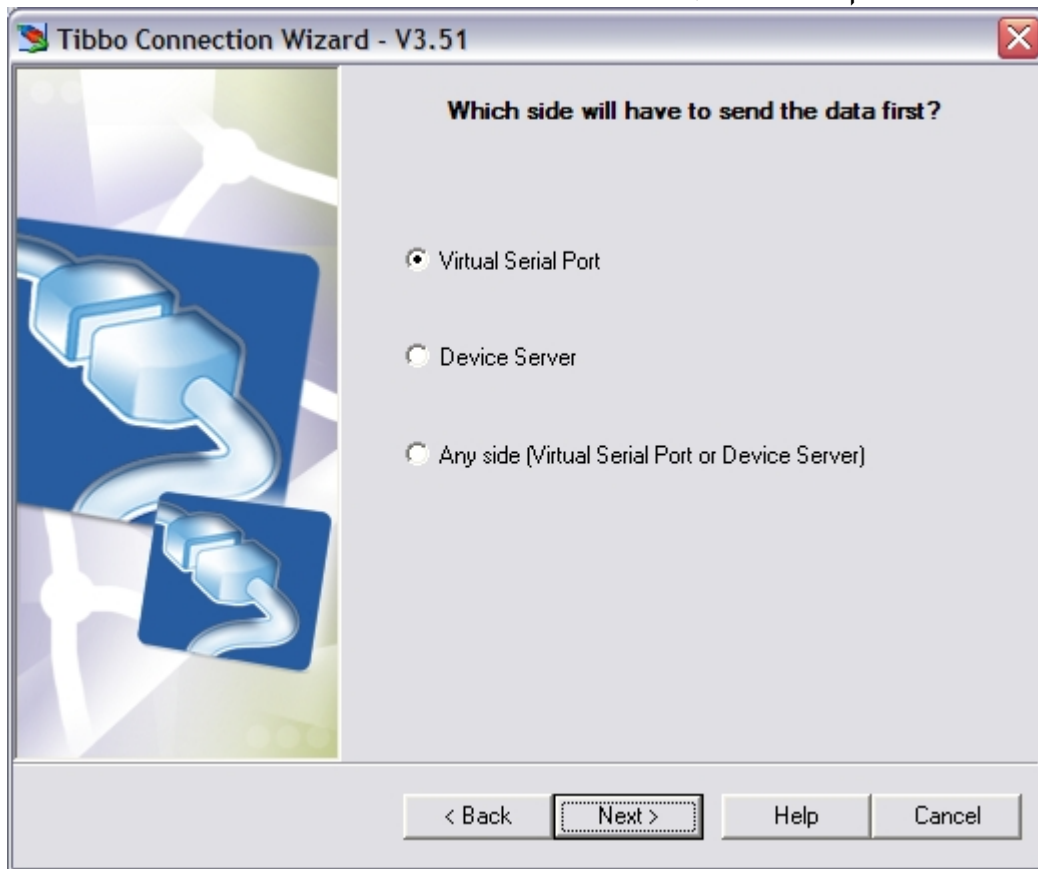 Tibbo Connection Wizard - V3.51
Which side will have to send the data first?
Virtual Serial Port
Device Server
Any side (Virtual Serial Port or Device Server)
< Back
Next >
Help
Cancel